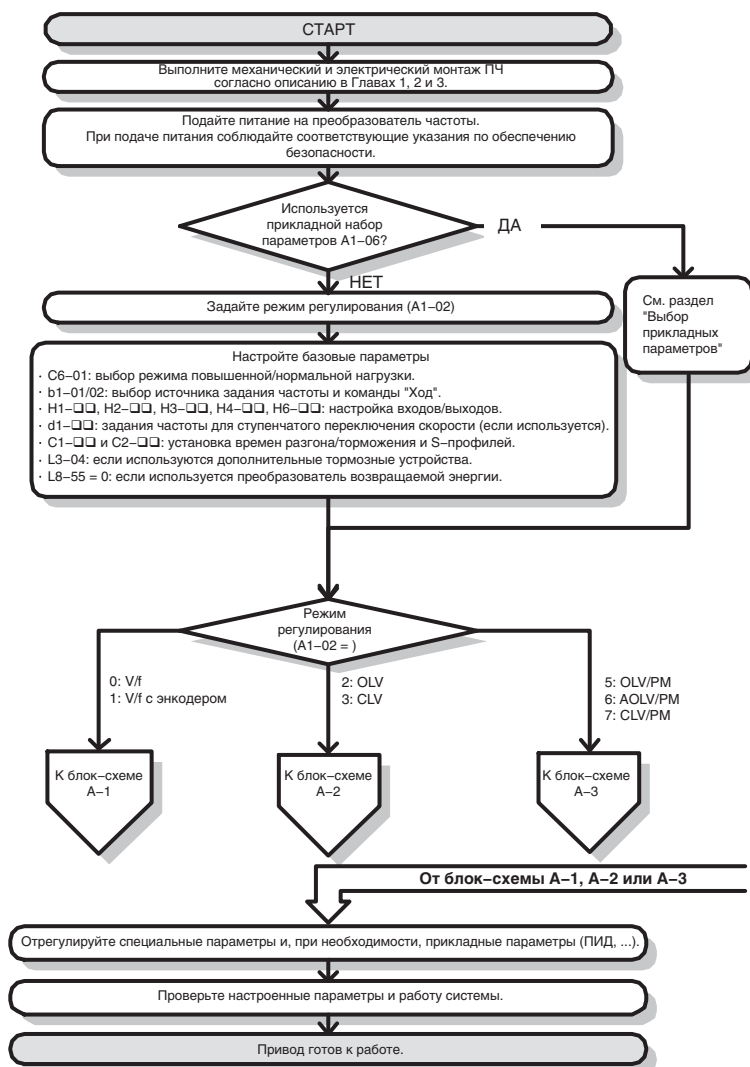 СТАРТ
Выполните механический и электрический монтаж ПЧ
согласно описанию в Главах 1, 2 и 3.
Подайте питание на преобразователь частоты.
При подаче питания соблюдайте соответствующие указания по обеспечению
безопасности.
Используется
прикладной набор
параметров A1–06?
ДА
НЕТ
Задайте режим регулирования (A1–02)
См. раздел
"Выбор
прикладных
параметров"
Настройте базовые параметры
· C6–01: выбор режима повышенной/нормальной нагрузки.
· b1–01/02: выбор источника задания частоты и команды "Ход".
· H1–❑❑, H2–❑❑, H3–❑❑, H4–❑❑, H6–❑❑: настройка входов/выходов.
· d1–❑❑: задания частоты для ступенчатого переключения скорости (если используется).
· C1–❑❑ и C2–❑❑: установка времен разгона/торможения и S–профилей.
· L3–04: если используются дополнительные тормозные устройства.
· L8–55 = 0: если используется преобразователь возвращаемой энергии.
Режим
регулирования
(A1–02 = )
0: V/f
1: V/f с энкодером
2: OLV
3: CLV
5: OLV/PM
6: AOLV/PM
7: CLV/PM
К блок–схеме
A–1
К блок–схеме
A–2
К блок–схеме
A–3
От блок–схемы A–1, A–2 или A–3
Отрегулируйте специальные параметры и, при необходимости, прикладные параметры (ПИД, ...).
Проверьте настроенные параметры и работу системы.
Привод готов к работе.